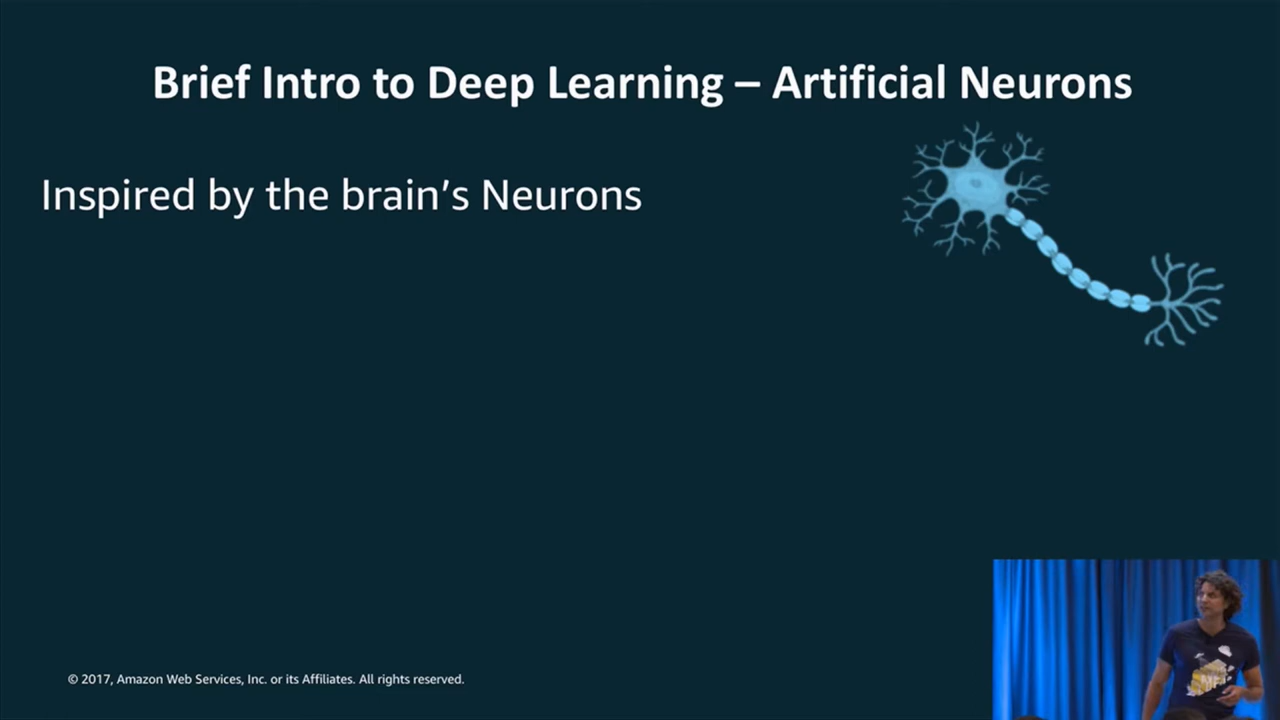 Brief Intro to Deep Learning – Artificial Neurons
Inspired by the brain’s Neurons
© 2017, Amazon Web Services, Inc. or its Affiliates. All rights reserved.